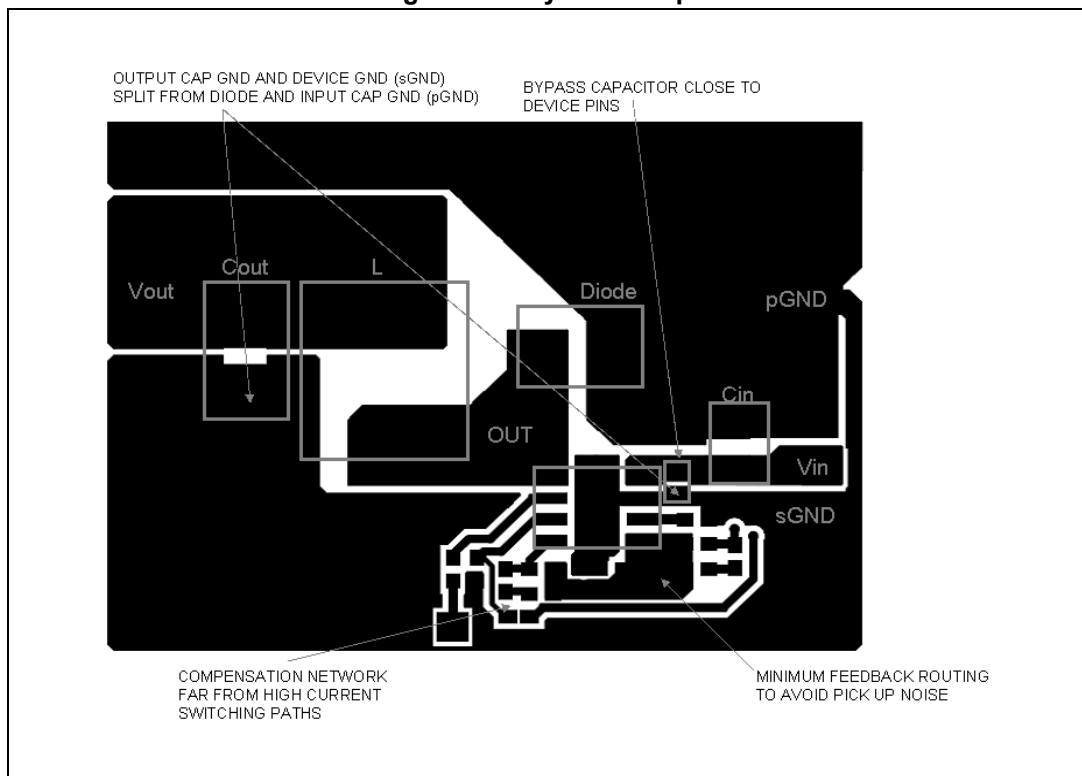 OUTPUT CAP GND AND DEVICE GND (sGND)
SPLIT FROM DIODE AND INPUT CAP GND (pGND)
BYPASS CAPACITOR CLOSE TO
DEVICE PINS
Cout
L
Vout
Diode
pGND
Cin
OUT
Vin
sGND
COMPENSATION NETWORK
FAR FROM HIGH CURRENT
SWITCHING PATHS
MINIMUM FEEDBACK ROUTING
TO AVOID PICK UP NOISE